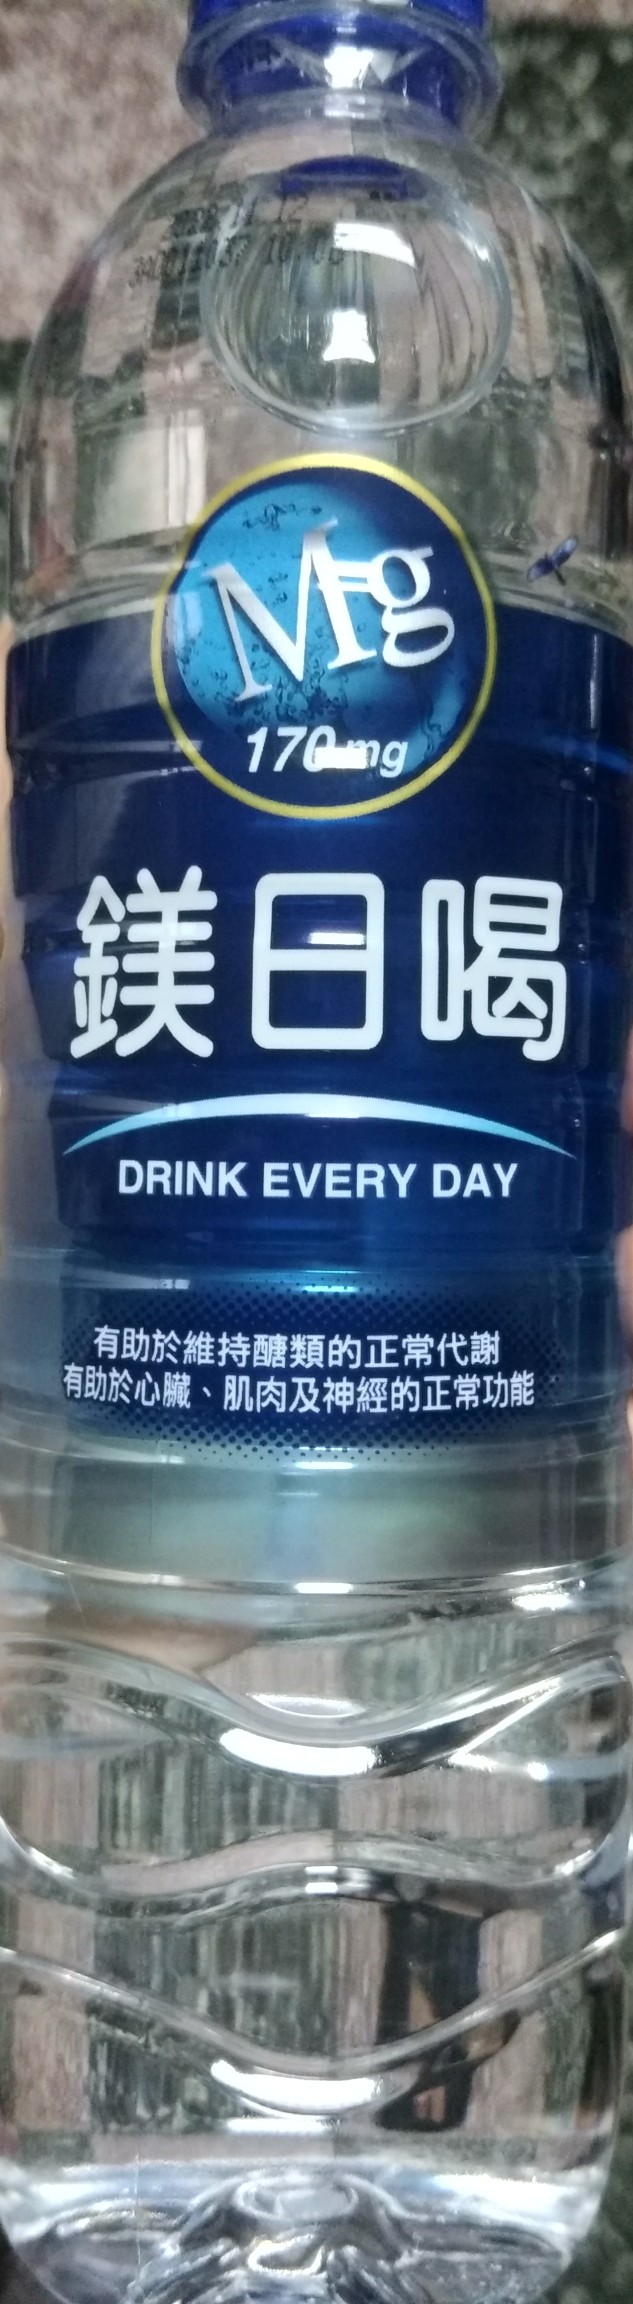 Mg
170mg
鎂日喝
DRINK EVERY DAY
有助於維持醣類的正常代謝
有助於心臟、肌肉及神經的正常功能